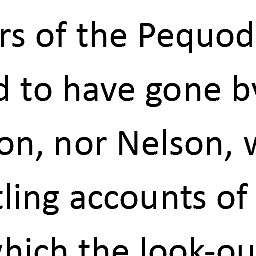 rs of the Pequod
d to have gone by
on, nor Nelson, w
tling accounts of
which the look-ou